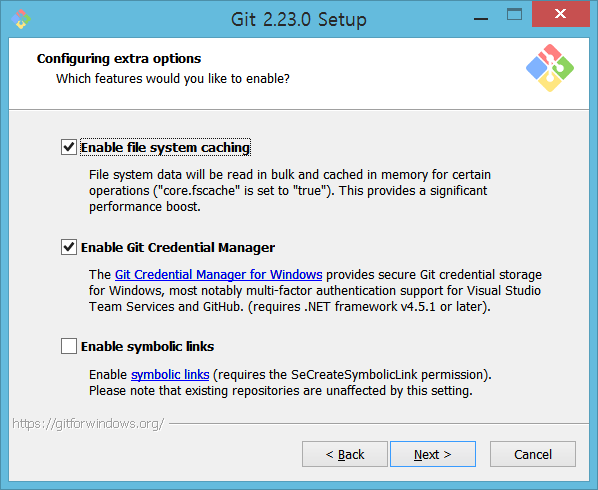 Git 2.23.0 Setup
Configuring extra options
Which features would you like to enable?
Enable file system caching
File system data will be read in bulk and cached in memory for certain
operations ("core.fscache" is set to "true"). This provides a significant
performance boost.
Enable Git Credential Manager
The Git Credential Manager for Windows provides secure Git credential storage
for Windows, most notably multi-factor authentication support for Visual Studio
Team Services and GitHub. (requires .NET framework v4.5.1 or later).
Enable symbolic links
Enable symbolic links (requires the SeCreateSymbolicLink permission).
Please note that existing repositories are unaffected by this setting.
https://gitforwindows.org/
< Back
Next >
Cancel